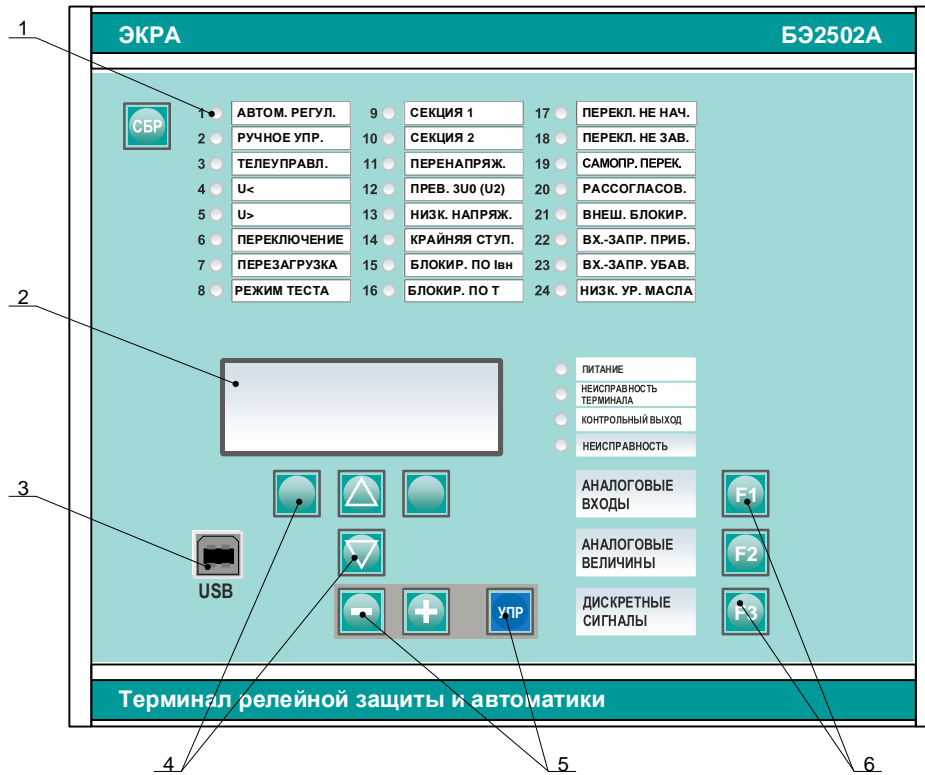 1
ЭКРА БЭ2502А
СБР
1 АВТОМ. РЕГУЛ. 9 СЕКЦИЯ 1 17 ПЕРЕКЛ. НЕ НАЧ.
2 РУЧНОЕ УПР. 10 СЕКЦИЯ 2 18 ПЕРЕКЛ. НЕ ЗАВ.
3 ТЕЛЕУПРАВЛ. 11 ПЕРЕНАПРЯЖ. 19 САМОПР. ПЕРЕК.
4 U< 12 ПРЕВ. 3U0 (U2) 20 РАССОГЛАСОВ.
5 U> 13 НИЗК. НАПРЯЖ. 21 ВНЕШ. БЛОКИР.
6 ПЕРЕКЛЮЧЕНИЕ 14 КРАЙНЯЯ СТУП. 22 ВХ.-ЗАПР. ПРИБ.
7 ПЕРЕЗАГРУЗКА 15 БЛОКИР. ПО Iвн 23 ВХ.-ЗАПР. УБАВ.
8 РЕЖИМ ТЕСТА 16 БЛОКИР. ПО Т 24 НИЗК. УР. МАСЛА
2
ПИТАНИЕ
НЕИСПРАВНОСТЬ
ТЕРМИНАЛА
КОНТРОЛЬНЫЙ ВЫХОД
НЕИСПРАВНОСТЬ
3
АНАЛОГОВЫЕ
ВХОДЫ
F1
USB
АНАЛОГОВЫЕ
ВЕЛИЧИНЫ
F2
- + УПР
ДИСКРЕТНЫЕ
СИГНАЛЫ
F3
Терминал релейной защиты и автоматики
4 5 6